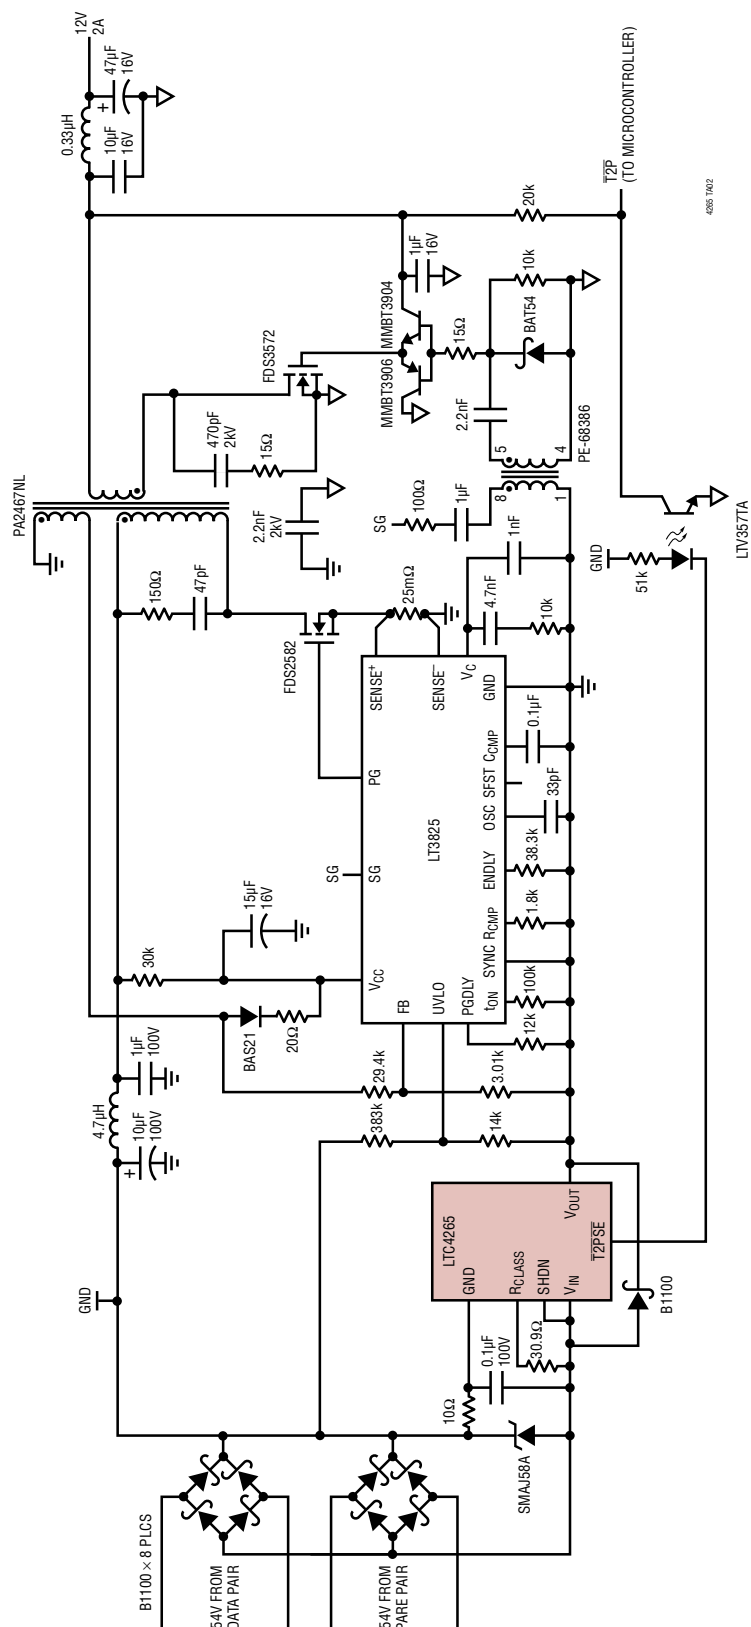 B1100 × 8 PLCS
54V FROM
DATA PAIR
54V FROM
PARE PAIR
GND
10Ω
SMAJ58A
0.1µF
100V
30.9Ω
LTC4265
GND
RCLASS
SHDN
VIN
VOUT
T2PSE
B1100
+
10µF
100V
4.7µH
1µF
100V
383k
14k
29.4k
3.01k
BAS21
20Ω
30k
15µF
16V
SG
VCC
SG
PG
SENSE+
SENSE–
VC
FB
UVLO
PGDLY
LT3825
tON
SYNC
RCMP
ENDLY
OSC
SFST
CCMP
GND
12k
100k
1.8k
38.3k
33pF
0.1µF
FDS2582
25mΩ
4.7nF
10k
1nF
150Ω
47pF
PA2467NL
2.2nF
2kV
470pF
2kV
15Ω
FDS3572
SG
100Ω
1µF
8
1
5
4
PE-68386
2.2nF
15Ω
BAT54
10k
MMBT3906
MMBT3904
1µF
16V
20k
GND
51k
LTV357TA
T2P
(TO MICROCONTROLLER)
0.33µH
10µF
16V
+
47µF
16V
12V
2A
4265 TA02